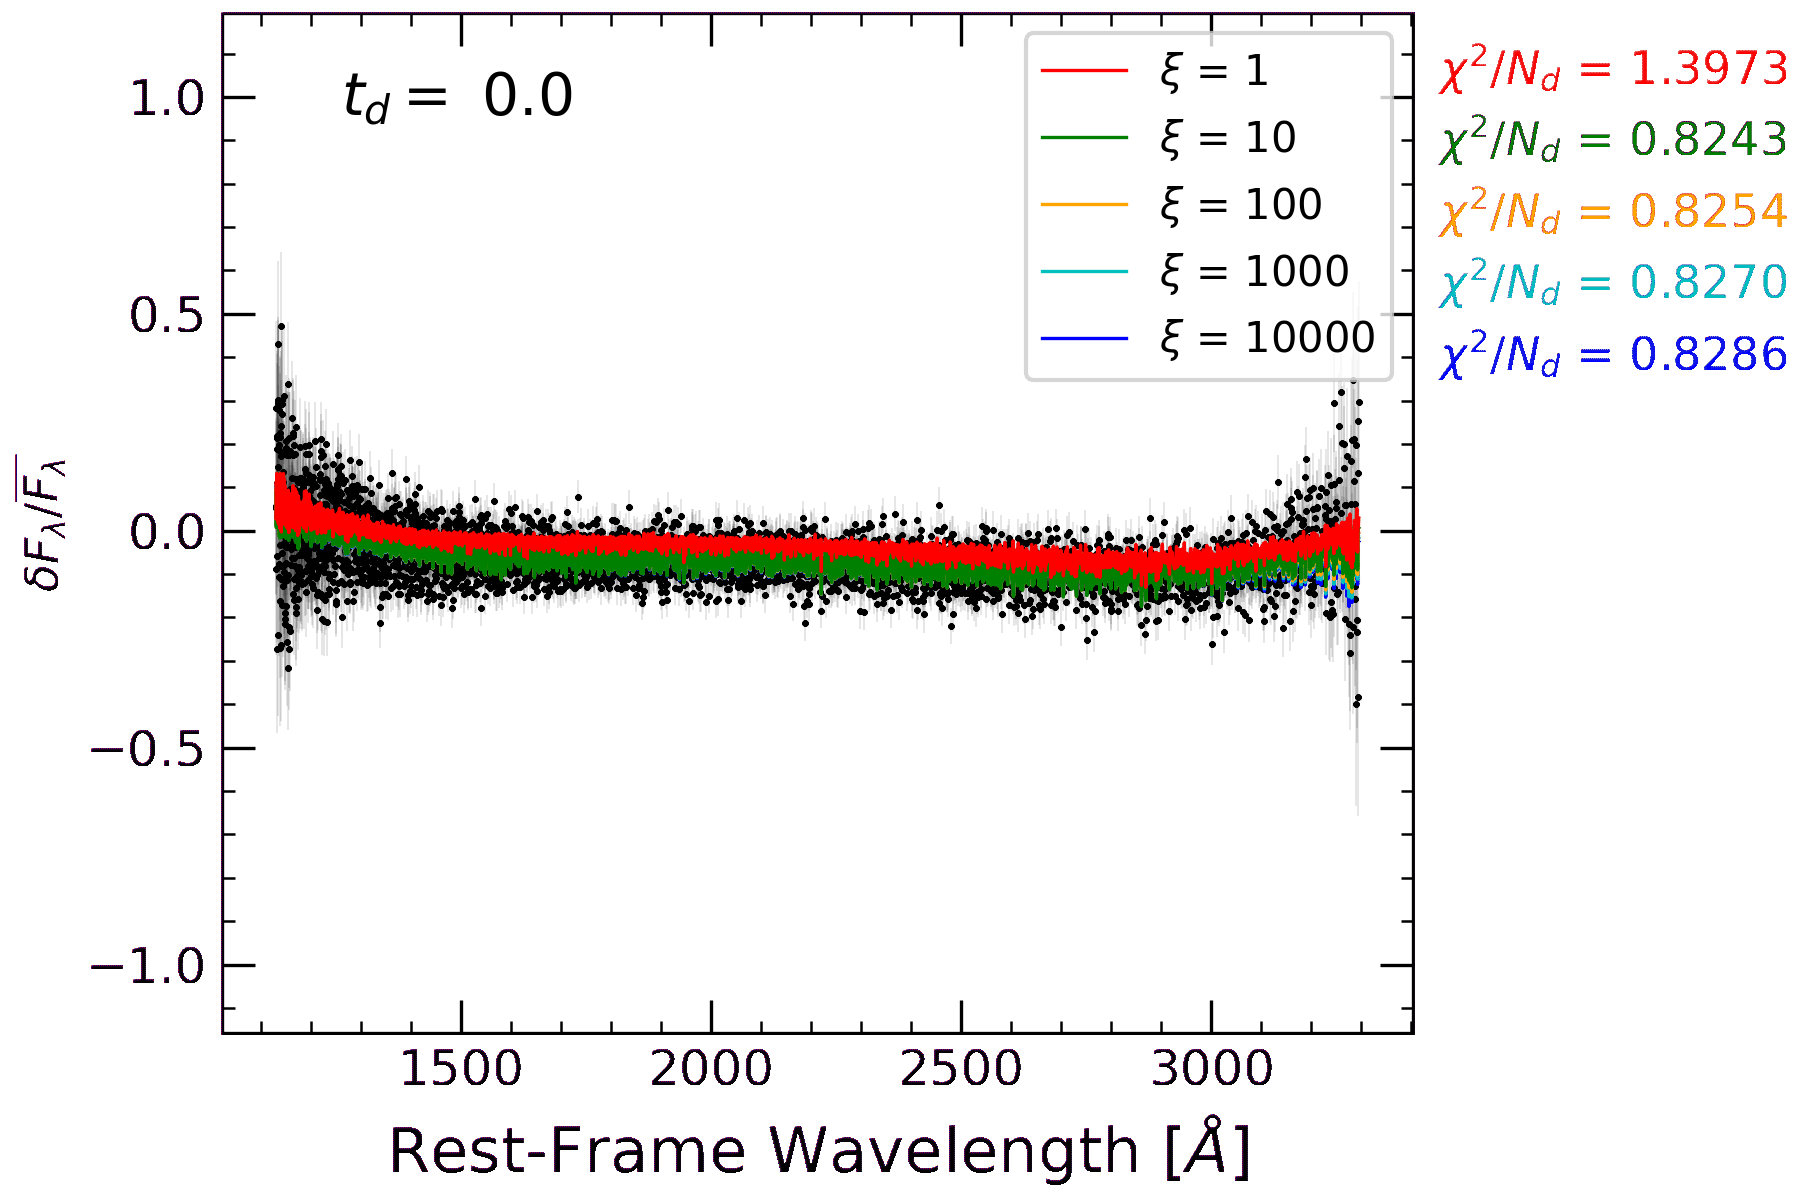 t_d = 0.0
ξ = 1
ξ = 10
ξ = 100
ξ = 1000
ξ = 10000
χ²/N_d = 1.3973
χ²/N_d = 0.8243
χ²/N_d = 0.8254
χ²/N_d = 0.8270
χ²/N_d = 0.8286
1.0
0.5
0.0
−0.5
−1.0
δF_λ/F̅_λ
1500 2000 2500 3000
Rest-Frame Wavelength [Å]